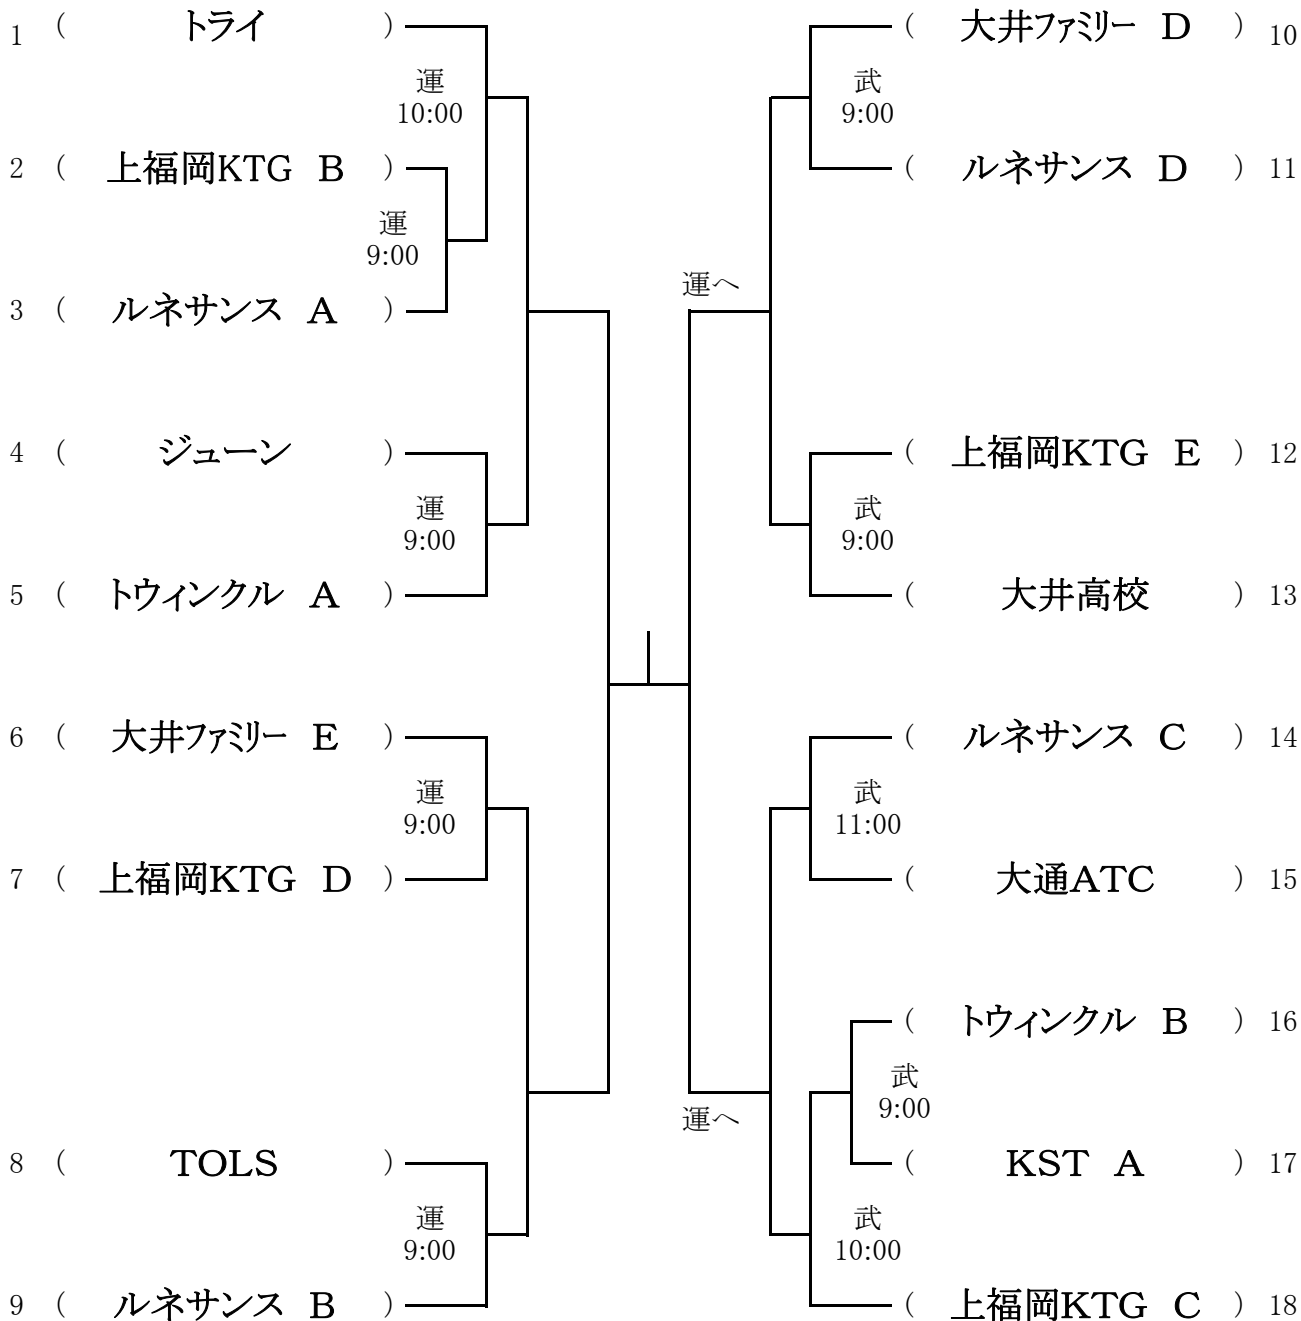 1 ( トライ )
運
10:00
2 ( 上福岡KTG B )
運
9:00
3 ( ルネサンス A )
4 ( ジューン )
運
9:00
5 ( トウィンクル A )
6 ( 大井ファミリー E )
運
9:00
7 ( 上福岡KTG D )
8 ( TOLS )
運
9:00
9 ( ルネサンス B )
( 大井ファミリー D ) 10
武
9:00
( ルネサンス D ) 11
運へ
( 上福岡KTG E ) 12
武
9:00
( 大井高校 ) 13
( ルネサンス C ) 14
武
11:00
( 大通ATC ) 15
( トウィンクル B ) 16
武
9:00
運へ
( KST A ) 17
武
10:00
( 上福岡KTG C ) 18